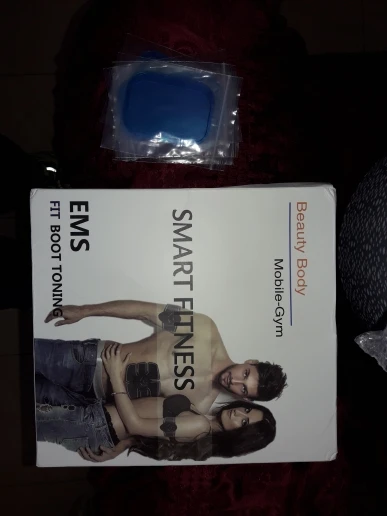 Beauty Body
Mobile-Gym
SMART FITNESS
EMS
FIT BOOT TONING